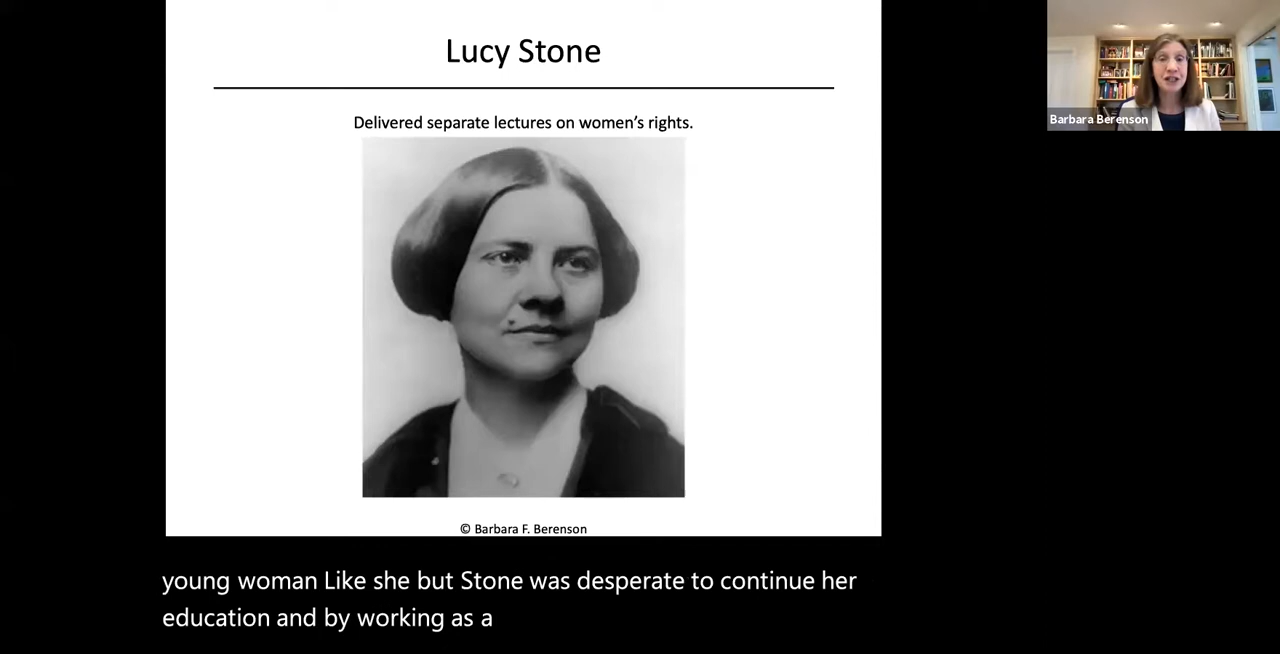 Lucy Stone
Delivered separate lectures on women’s rights.
© Barbara F. Berenson
Barbara Berenson
young woman Like she but Stone was desperate to continue her
education and by working as a